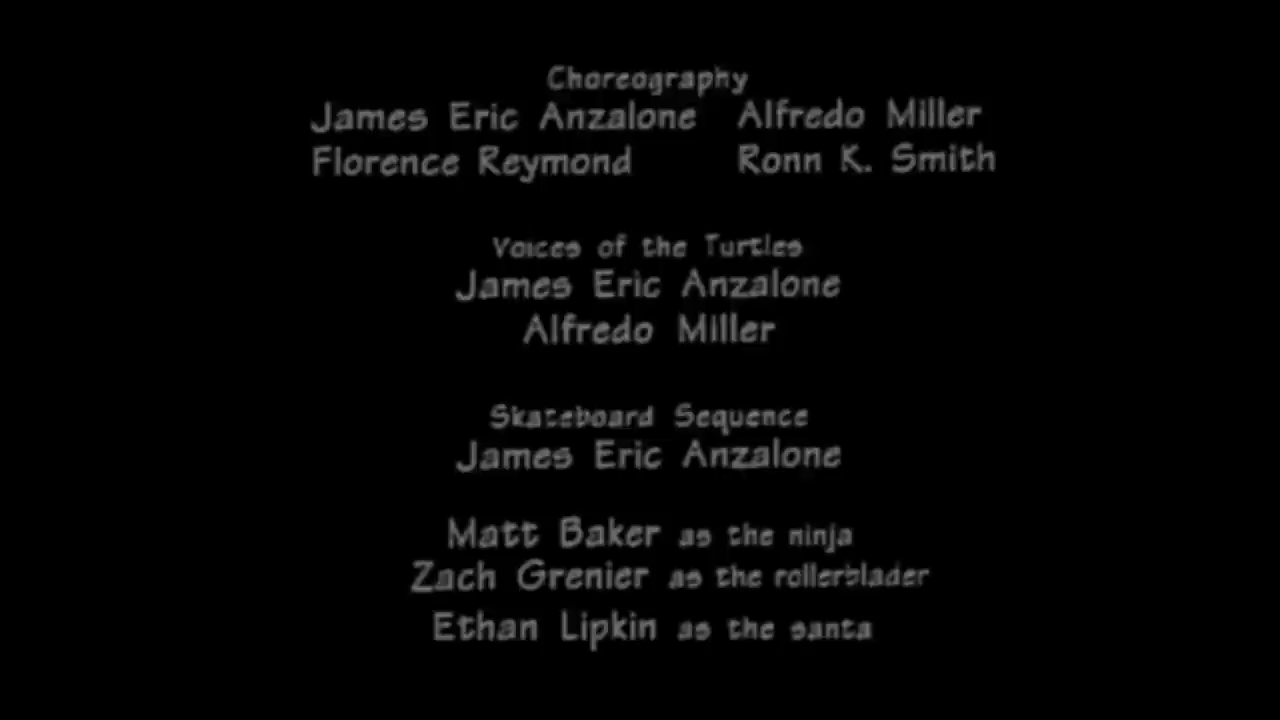 Choreography
James Eric Anzalone Alfredo Miller
Florence Reymond Ronn K. Smith
Voices of the Turtles
James Eric Anzalone
Alfredo Miller
Skateboard Sequence
James Eric Anzalone
Matt Baker as the ninja
Zach Grenier as the rollerblader
Ethan Lipkin as the santa